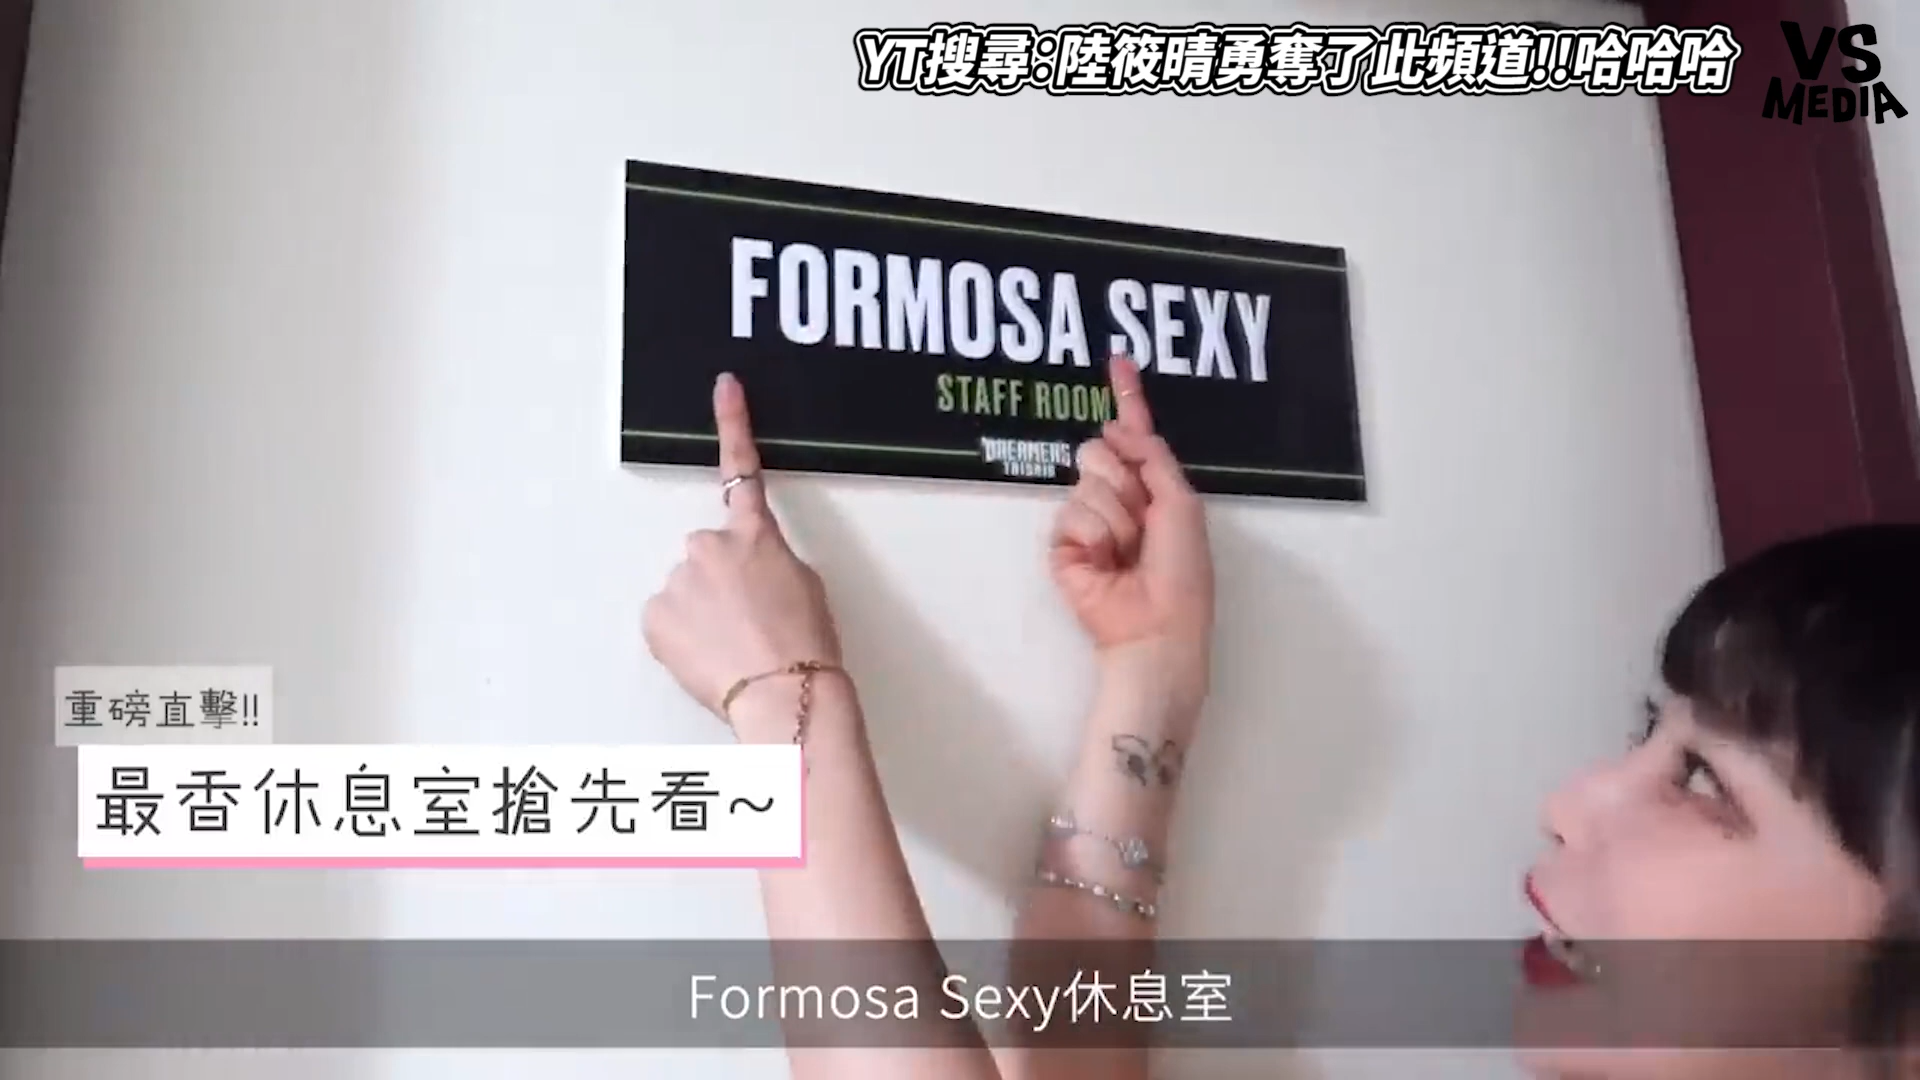 YT搜尋:陸筱晴勇奪了此頻道!!哈哈哈
VS
MEDIA
FORMOSA SEXY
STAFF ROOM
DREAMERS
TAISHIN
重磅直擊!!
最香休息室搶先看~
Formosa Sexy休息室